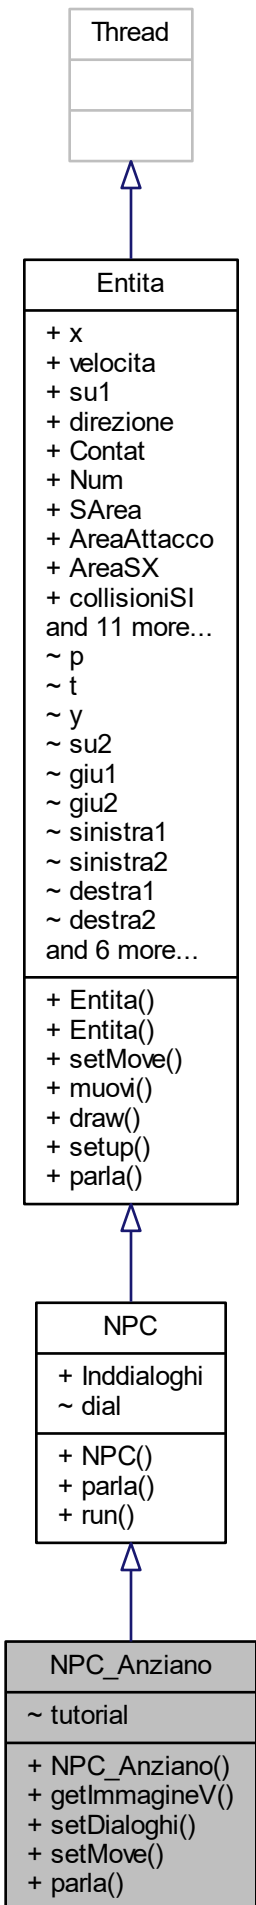 Thread
Entita
+ x
+ velocita
+ su1
+ direzione
+ Contat
+ Num
+ SArea
+ AreaAttacco
+ AreaSX
+ collisioniSI
and 11 more...
~ p
~ t
~ y
~ su2
~ giu1
~ giu2
~ sinistra1
~ sinistra2
~ destra1
~ destra2
and 6 more...
+ Entita()
+ Entita()
+ setMove()
+ muovi()
+ draw()
+ setup()
+ parla()
NPC
+ Inddialoghi
~ dial
+ NPC()
+ parla()
+ run()
NPC_Anziano
~ tutorial
+ NPC_Anziano()
+ getImmagineV()
+ setDialoghi()
+ setMove()
+ parla()